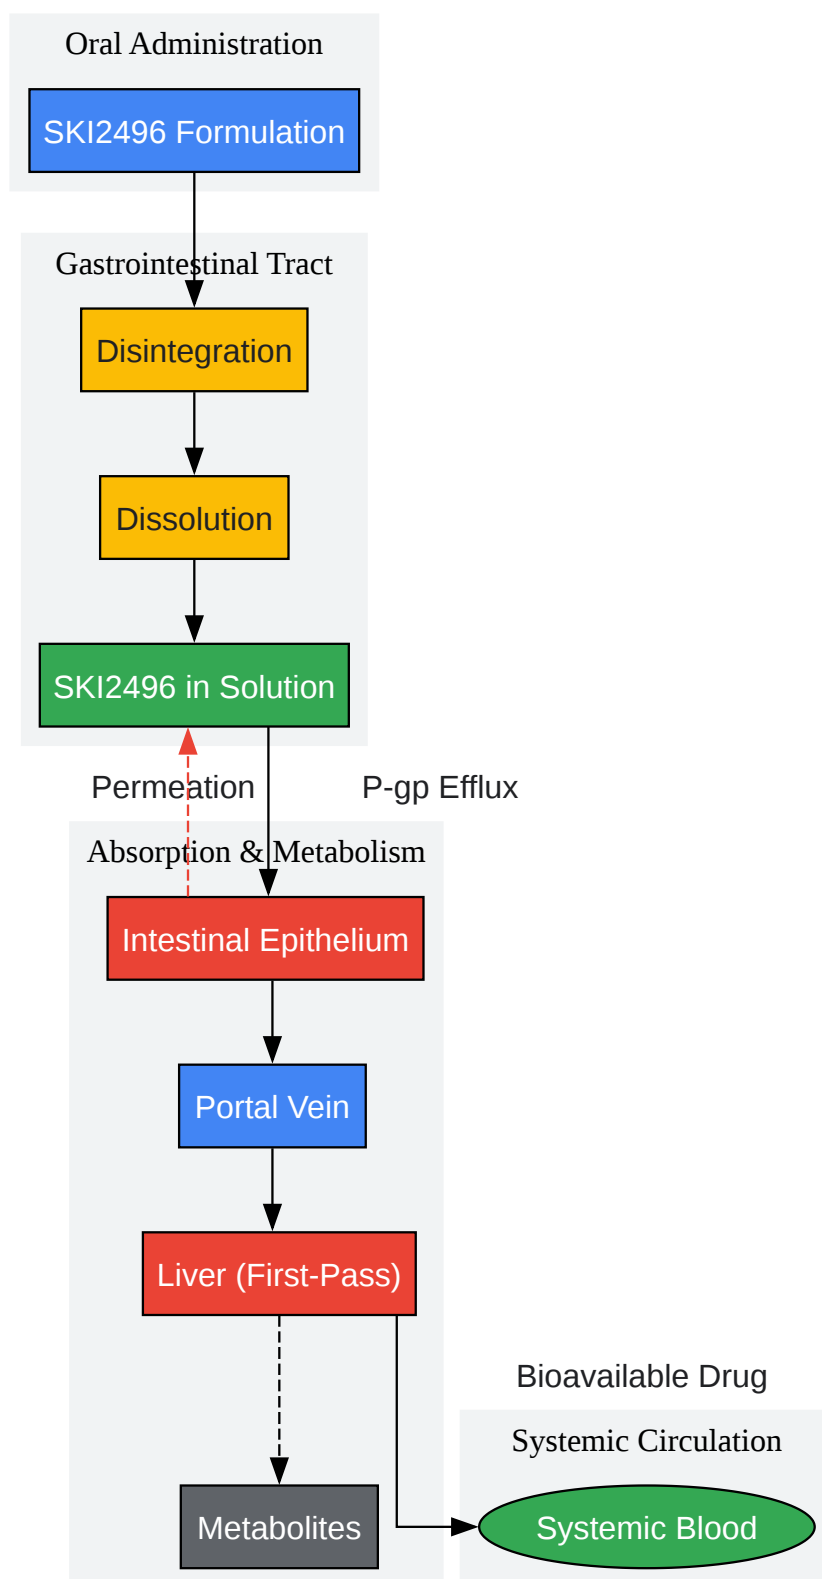 Oral Administration
SKI2496 Formulation
Gastrointestinal Tract
Disintegration
Dissolution
SKI2496 in Solution
Permeation
P-gp Efflux
Absorption & Metabolism
Intestinal Epithelium
Portal Vein
Liver (First-Pass)
Bioavailable Drug
Systemic Circulation
Metabolites
Systemic Blood